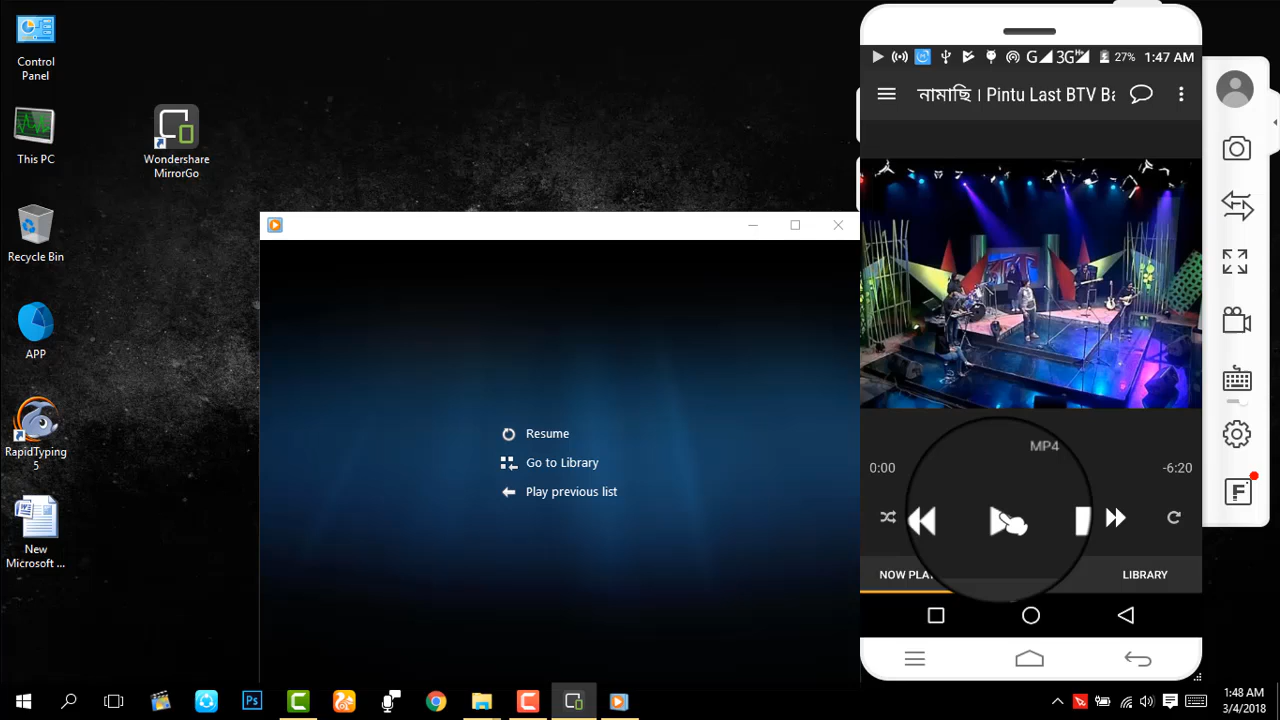 Control
Panel
This PC
Recycle Bin
APP
RapidTyping
5
New
Microsoft ...
Wondershare
MirrorGo
Resume
Go to Library
Play previous list
G 3G H+ 27% 1:47 AM
নামাছি । Pintu Last BTV Ba
MP4
0:00
-6:20
NOW PLA
LIBRARY
F
Ps
1:48 AM
3/4/2018